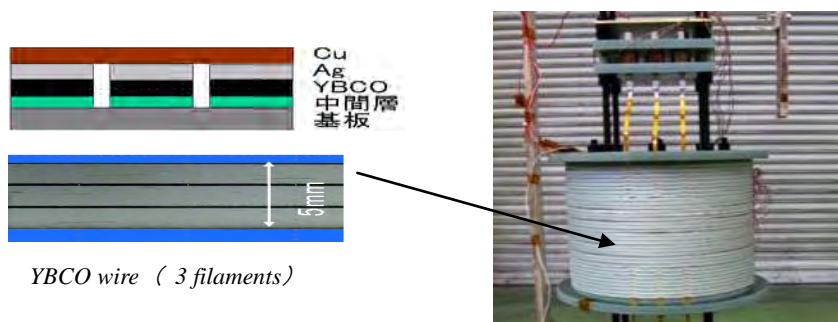 Cu
Ag
YBCO
中間層
基板
5mm
YBCO wire （ 3 filaments）